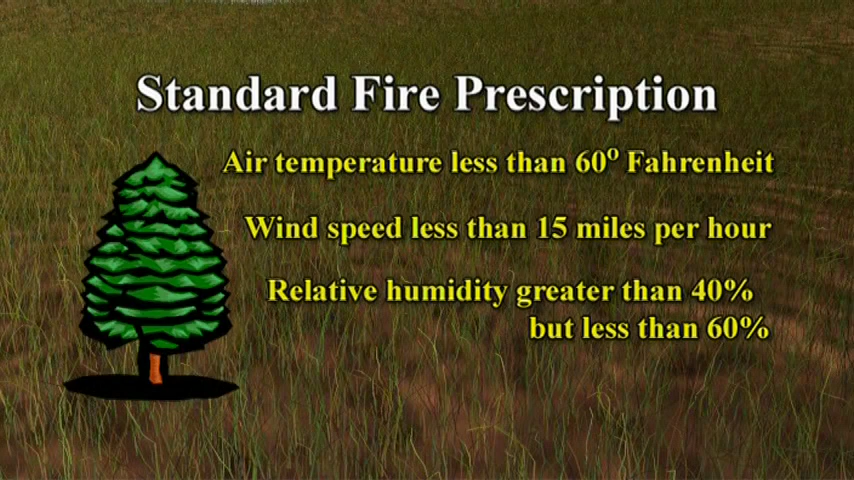 Standard Fire Prescription
Air temperature less than 60º Fahrenheit
Wind speed less than 15 miles per hour
Relative humidity greater than 40%
but less than 60%